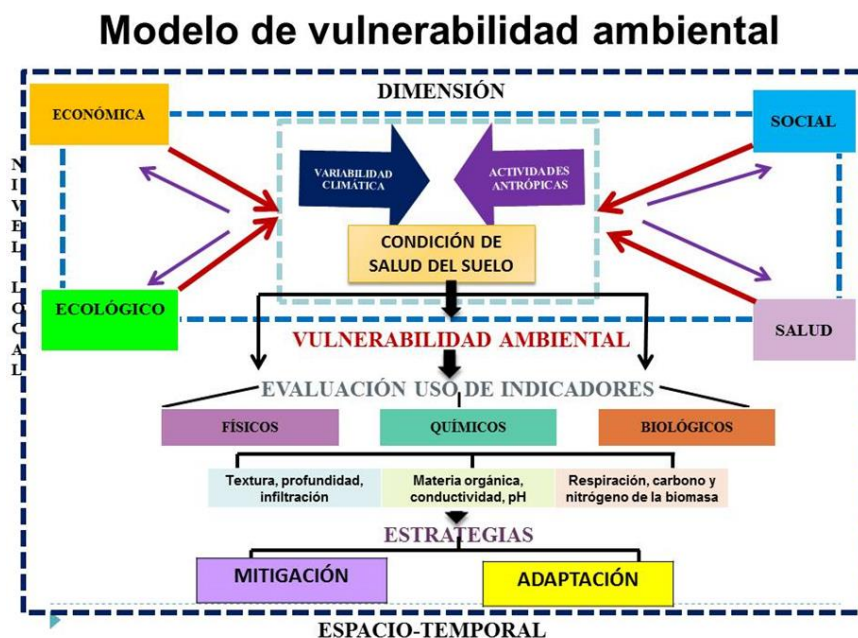 Modelo de vulnerabilidad ambiental
DIMENSIÓN
ECONÓMICA
SOCIAL
NIVEL LOCAL
VARIABILIDAD
CLIMÁTICA
ACTIVIDADES
ANTRÓPICAS
CONDICIÓN DE
SALUD DEL SUELO
ECOLÓGICO
SALUD
VULNERABILIDAD AMBIENTAL
EVALUACIÓN USO DE INDICADORES
FÍSICOS
QUÍMICOS
BIOLÓGICOS
Textura, profundidad,
infiltración
Materia orgánica,
conductividad, pH
Respiración, carbono y
nitrógeno de la biomasa
ESTRATEGIAS
MITIGACIÓN
ADAPTACIÓN
ESPACIO-TEMPORAL